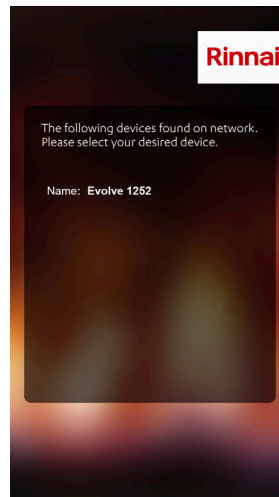 Rinnai
The following devices found on network.
Please select your desired device.
Name: Evolve 1252